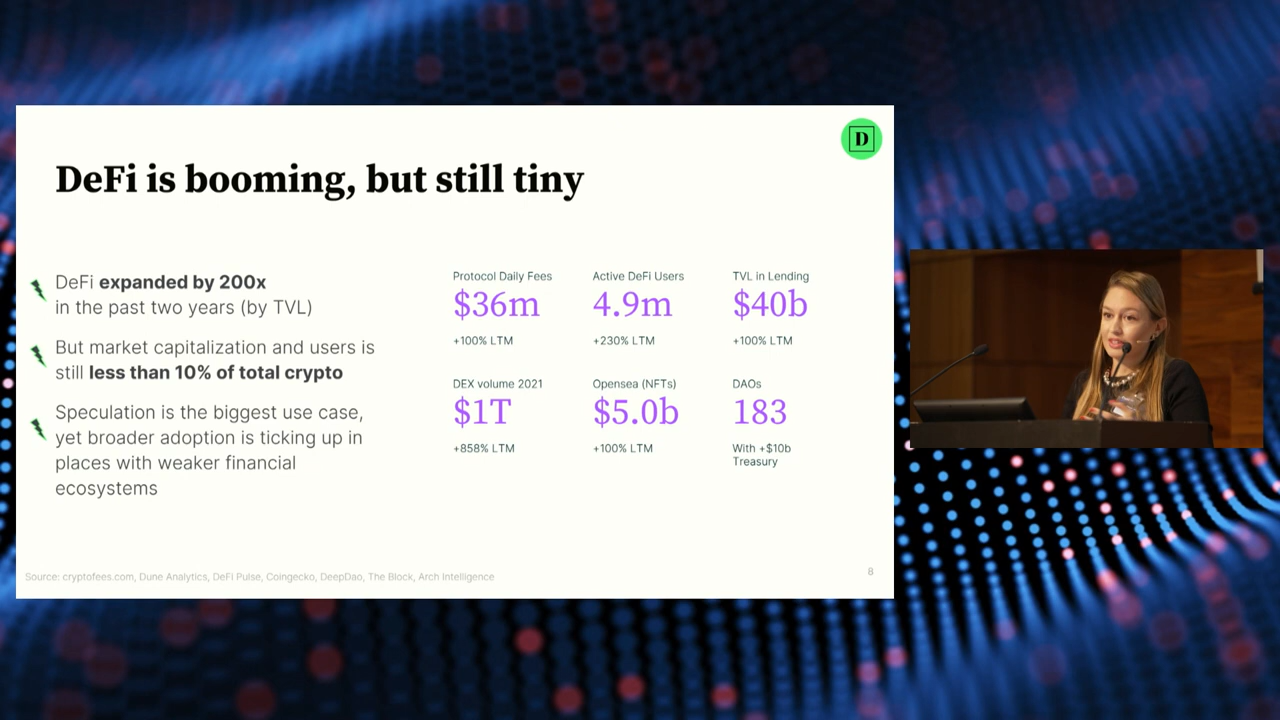 D
DeFi is booming, but still tiny
DeFi expanded by 200x
in the past two years (by TVL)
But market capitalization and users is
still less than 10% of total crypto
Speculation is the biggest use case,
yet broader adoption is ticking up in
places with weaker financial
ecosystems
Protocol Daily Fees
$36m
+100% LTM
Active DeFi Users
4.9m
+230% LTM
TVL in Lending
$40b
+100% LTM
DEX volume 2021
$1T
+858% LTM
Opensea (NFTs)
$5.0b
+100% LTM
DAOs
183
With +$10b
Treasury
Source: cryptofees.com, Dune Analytics, DeFi Pulse, Coingecko, DeepDao, The Block, Arch Intelligence
8